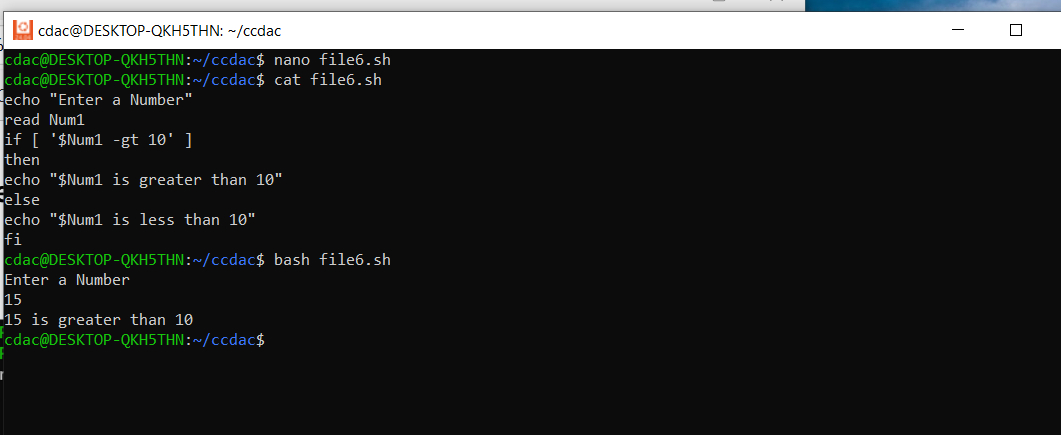 cdac@DESKTOP-QKH5THN: ~/ccdac
cdac@DESKTOP-QKH5THN:~/ccdac$ nano file6.sh
cdac@DESKTOP-QKH5THN:~/ccdac$ cat file6.sh
echo "Enter a Number"
read Num1
if [ '$Num1 -gt 10' ]
then
echo "$Num1 is greater than 10"
else
echo "$Num1 is less than 10"
fi
cdac@DESKTOP-QKH5THN:~/ccdac$ bash file6.sh
Enter a Number
15
15 is greater than 10
cdac@DESKTOP-QKH5THN:~/ccdac$